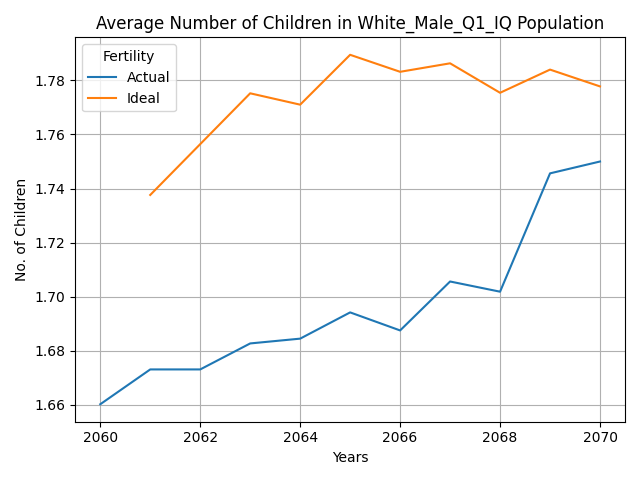 Average Number of Children in White_Male_Q1_IQ Population
Fertility
Actual
Ideal
1.78
1.76
1.74
1.72
1.70
1.68
1.66
No. of Children
2060
2062
2064
2066
2068
2070
Years